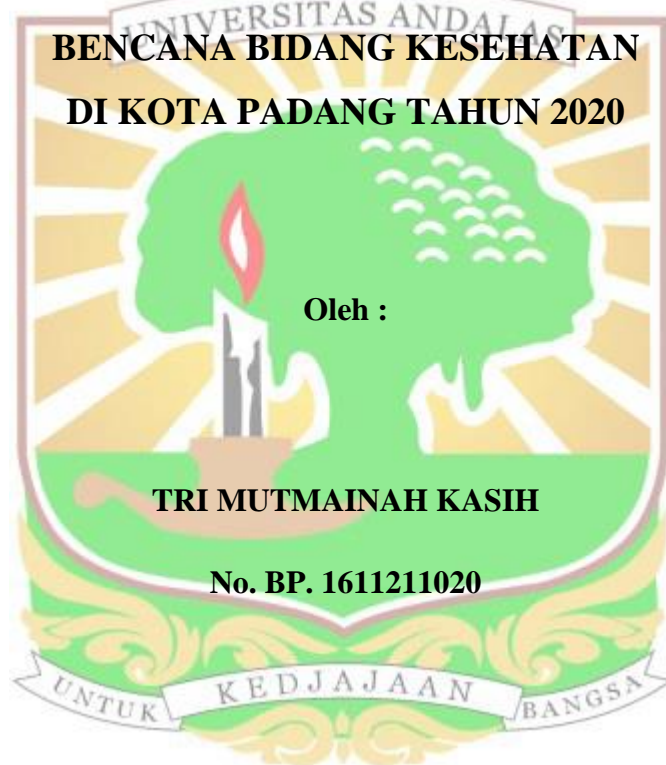 UNIVERSITAS ANDALAS
BENCANA BIDANG KESEHATAN
DI KOTA PADANG TAHUN 2020
Oleh :
TRI MUTMAINAH KASIH
No. BP. 1611211020
UNTUK KEDJAJAAN BANGSA